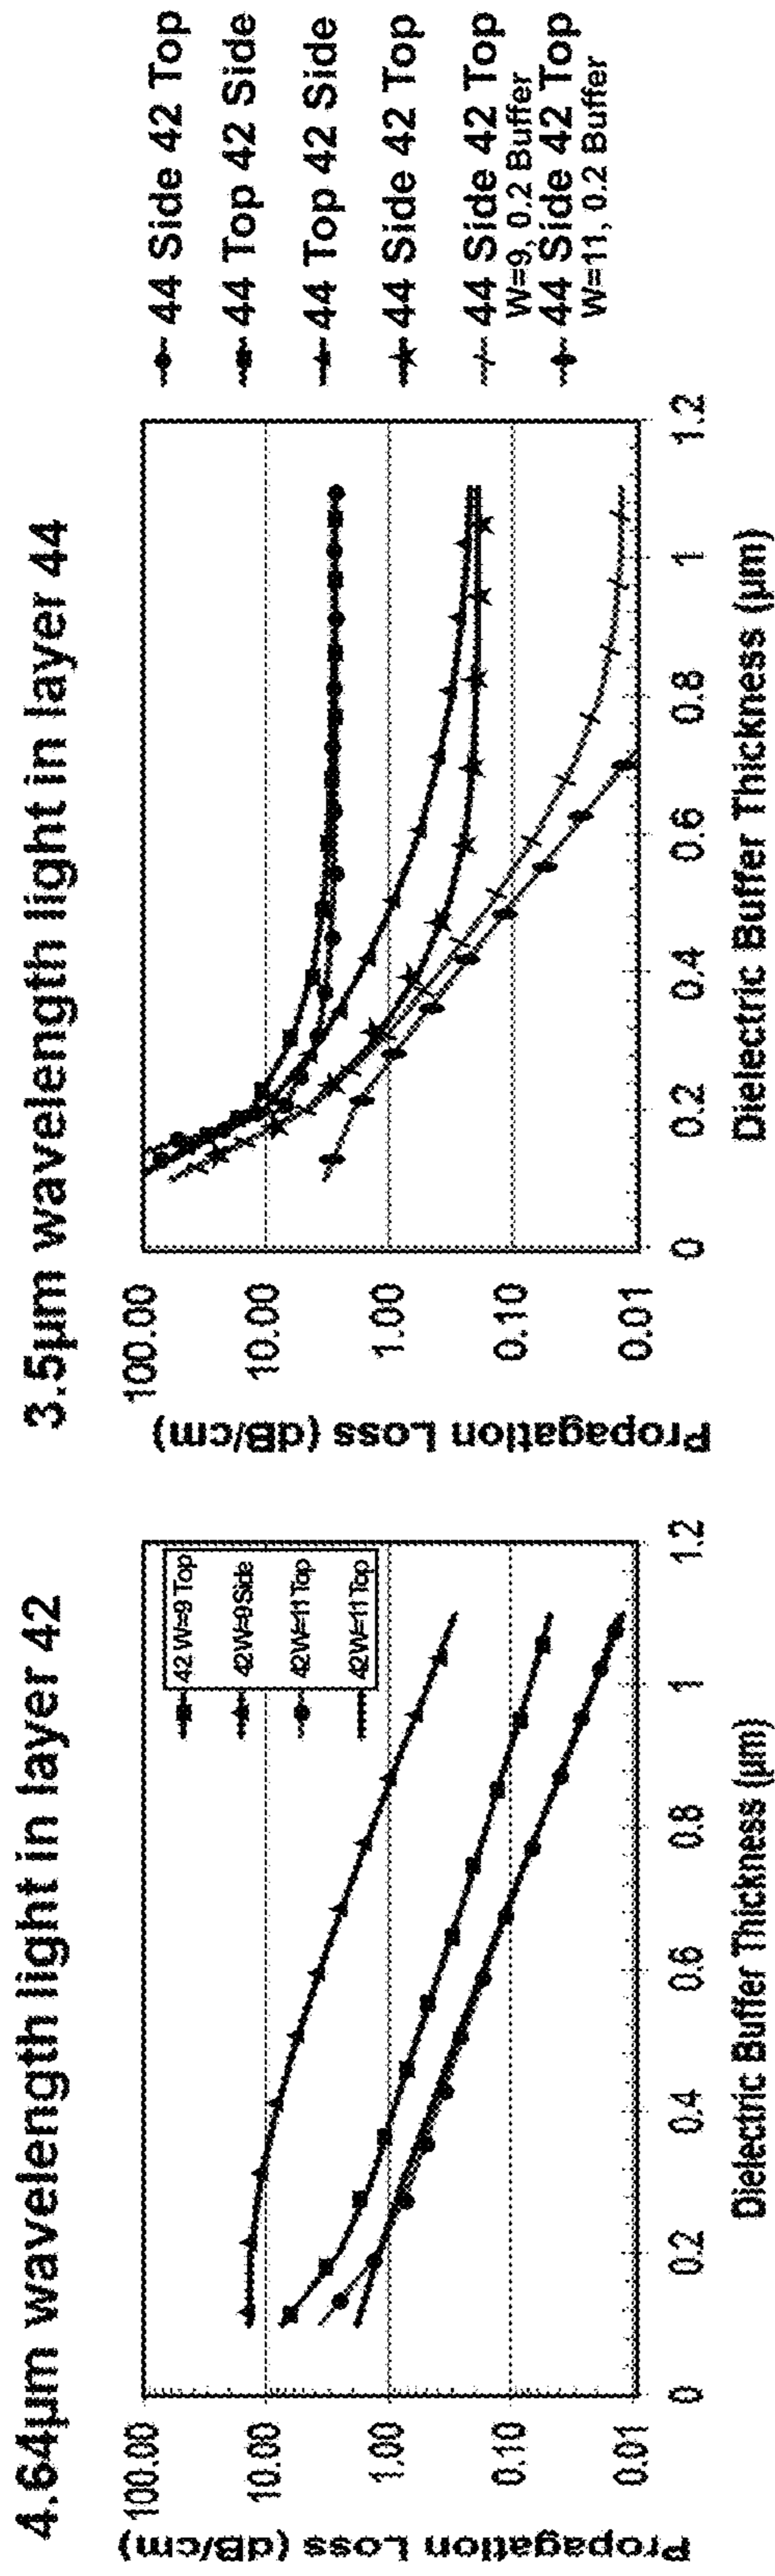 4.64μm wavelength light in layer 42
Propagation Loss (dB/cm)
100.00
10.00
1.00
0.10
0.01
0
0.2
0.4
0.6
0.8
1
1.2
Dielectric Buffer Thickness (μm)
42 W=9 Top
42W=9Side
42W=11Top
42W=11Top
3.5μm wavelength light in layer 44
Propagation Loss (dB/cm)
100.00
10.00
1.00
0.10
0.01
0
0.2
0.4
0.6
0.8
1
1.2
Dielectric Buffer Thickness (μm)
44 Side 42 Top
44 Top 42 Side
44 Top 42 Side
44 Side 42 Top
44 Side 42 Top
W=9, 0.2 Buffer
44 Side 42 Top
W=11, 0.2 Buffer